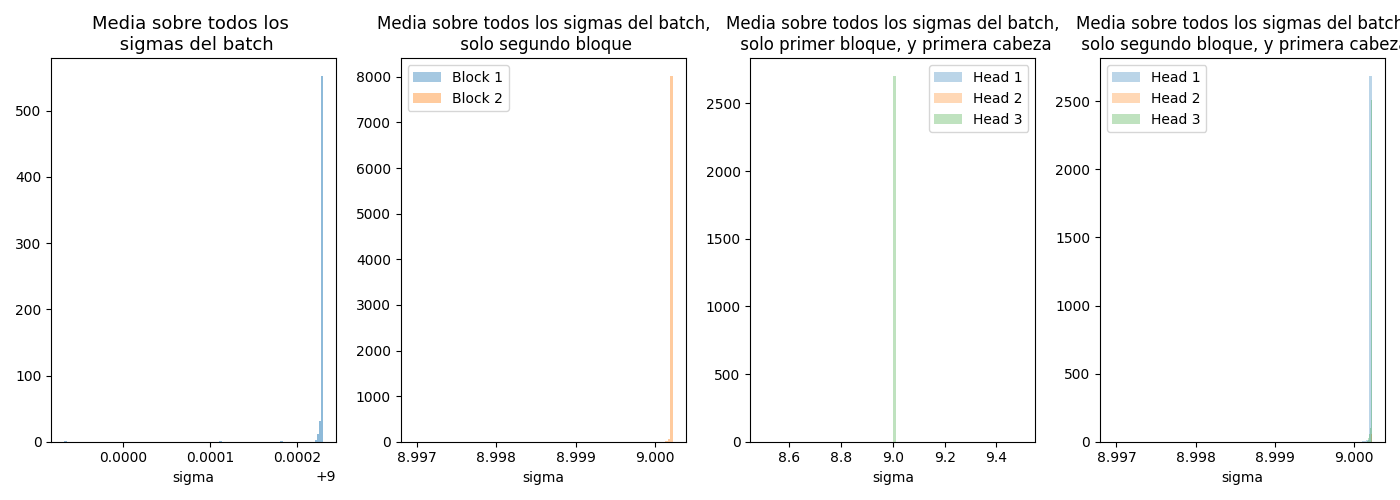 Media sobre todos los
sigmas del batch
500
400
300
200
100
0
0.0000
0.0001
0.0002
+9
sigma
Media sobre todos los sigmas del batch,
solo segundo bloque
Block 1
Block 2
8000
7000
6000
5000
4000
3000
2000
1000
0
8.997
8.998
8.999
9.000
sigma
Media sobre todos los sigmas del batch,
solo primer bloque, y primera cabeza
Head 1
Head 2
Head 3
2500
2000
1500
1000
500
0
8.6
8.8
9.0
9.2
9.4
sigma
Media sobre todos los sigmas del batch
solo segundo bloque, y primera cabeza
Head 1
Head 2
Head 3
2500
2000
1500
1000
500
0
8.997
8.998
8.999
9.000
sigma